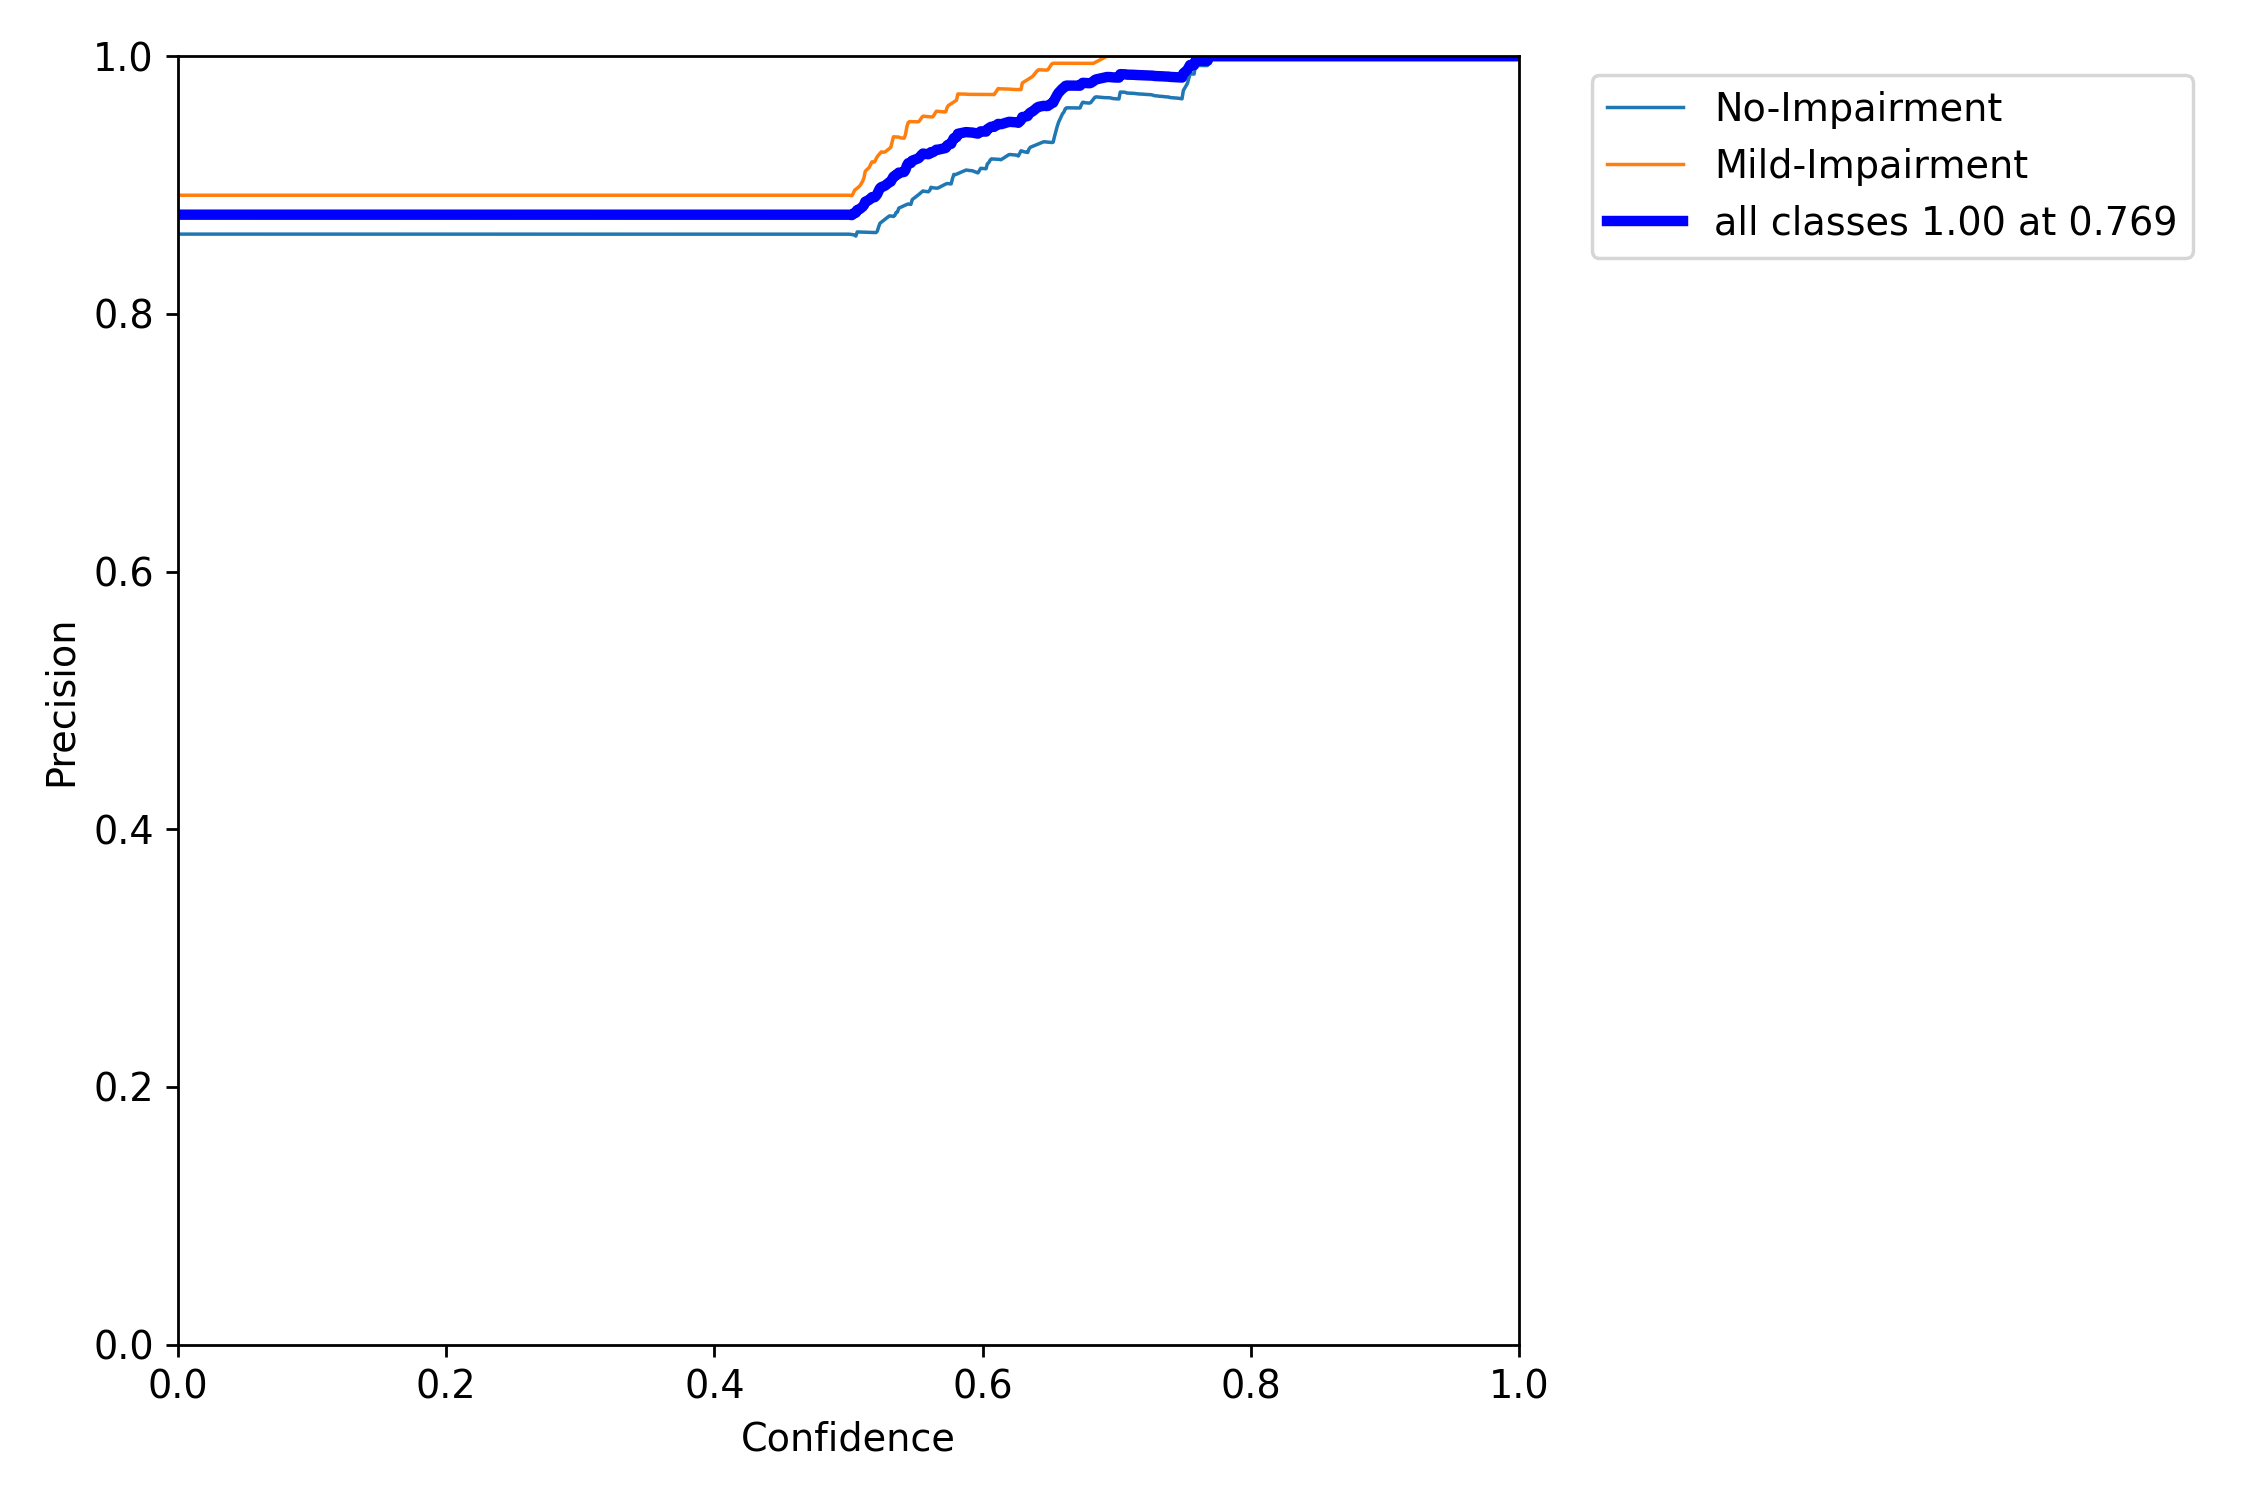 No-Impairment
Mild-Impairment
all classes 1.00 at 0.769
Precision
1.0
0.8
0.6
0.4
0.2
0.0
0.0 0.2 0.4 0.6 0.8 1.0
Confidence